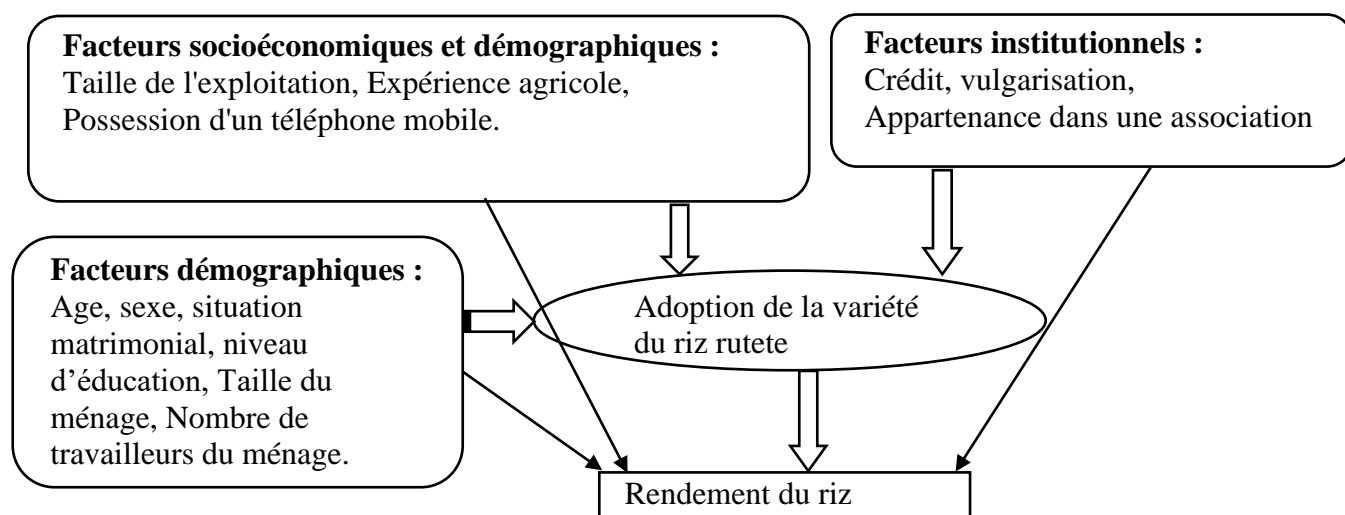 Facteurs socioéconomiques et démographiques :
Taille de l'exploitation, Expérience agricole,
Possession d'un téléphone mobile.
Facteurs institutionnels :
Crédit, vulgarisation,
Appartenance dans une association
Facteurs démographiques :
Age, sexe, situation
matrimonial, niveau
d’éducation, Taille du
ménage, Nombre de
travailleurs du ménage.
Adoption de la variété
du riz rutete
Rendement du riz